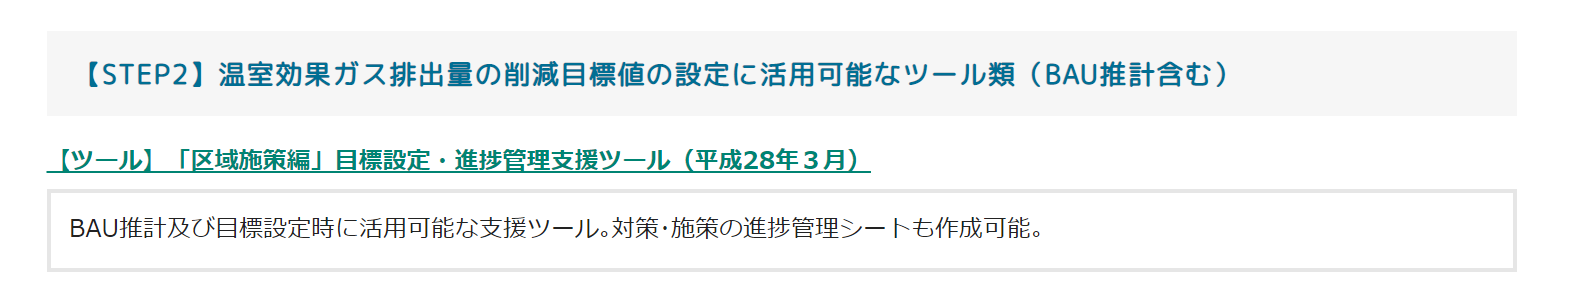 【STEP2】温室効果ガス排出量の削減目標値の設定に活用可能なツール類（BAU推計含む）
【ツール】「区域施策編」目標設定・進捗管理支援ツール（平成28年３月）
BAU推計及び目標設定時に活用可能な支援ツール。対策･施策の進捗管理シートも作成可能。